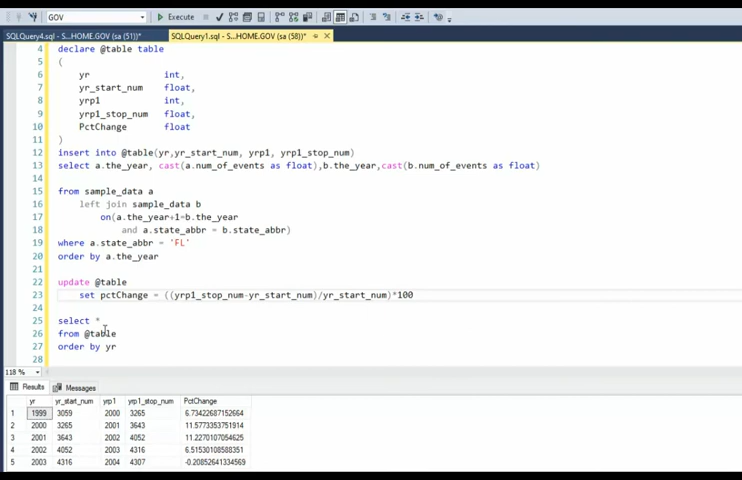 GOV Execute
SQLQuery4.sql - S...HOME.GOV (sa (51))* SQLQuery1.sql - S...HOME.GOV (sa (58))*
4 declare @table table
5 (
6 yr int,
7 yr_start_num float,
8 yrp1 int,
9 yrp1_stop_num float,
10 PctChange float
11 )
12 insert into @table(yr,yr_start_num, yrp1, yrp1_stop_num)
13 select a.the_year, cast(a.num_of_events as float),b.the_year,cast(b.num_of_events as float)
14
15 from sample_data a
16 left join sample_data b
17 on(a.the_year+1=b.the_year
18 and a.state_abbr = b.state_abbr)
19 where a.state_abbr = 'FL'
20 order by a.the_year
21
22 update @table
23 set pctChange = ((yrp1_stop_num-yr_start_num)/yr_start_num)*100
24
25 select *
26 from @table
27 order by yr
28
118 %
Results Messages
yr yr_start_num yrp1 yrp1_stop_num PctChange
1 1999 3059 2000 3265 6.73422687152664
2 2000 3265 2001 3643 11.5773353751914
3 2001 3643 2002 4052 11.2270107054625
4 2002 4052 2003 4316 6.51530108588351
5 2003 4316 2004 4307 -0.20852641334569